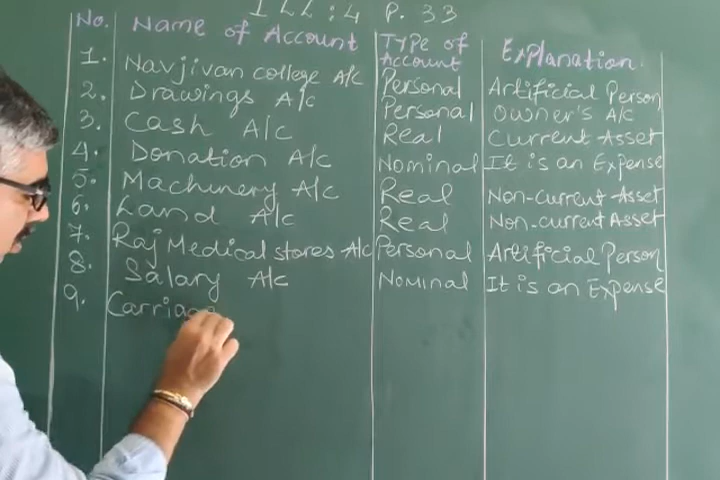 ILL:4 P. 33
No. Name of Account Type of Account Explanation.
1. Navjivan college A/c Personal Artificial Person
2. Drawings A/c Personal Owner's A/c
3. Cash A/c Real Current Asset
4. Donation A/c Nominal It is an Expense
5. Machinery A/c Real Non-current Asset
6. Land A/c Real Non-current Asset
7. Raj Medical stores A/c Personal Artificial Person
8. Salary A/c Nominal It is an Expense
9. Carria